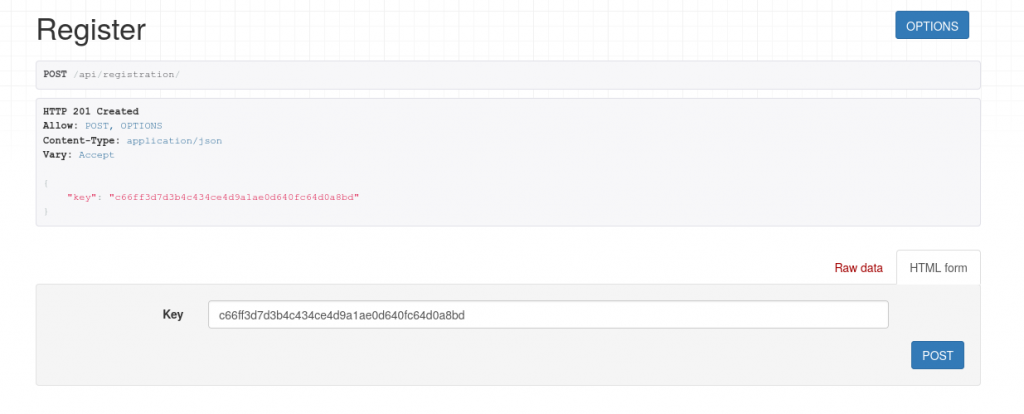 Register
OPTIONS
POST /api/registration/
HTTP 201 Created
Allow: POST, OPTIONS
Content-Type: application/json
Vary: Accept
{
"key": "c66ff3d7d3b4c434ce4d9a1ae0d640fc64d0a8bd"
}
Raw data
HTML form
Key
c66ff3d7d3b4c434ce4d9a1ae0d640fc64d0a8bd
POST